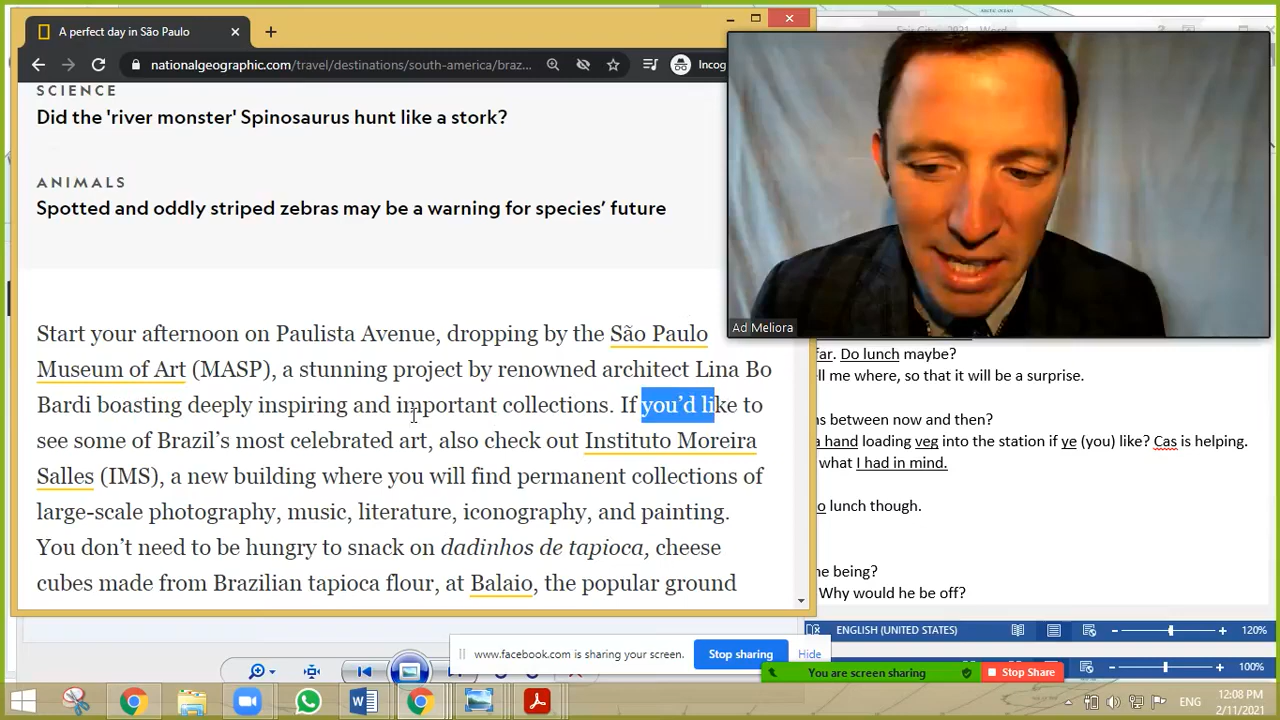 A perfect day in São Paulo
nationalgeographic.com/travel/destinations/south-america/braz...
Incog
SCIENCE
Did the 'river monster' Spinosaurus hunt like a stork?
ANIMALS
Spotted and oddly striped zebras may be a warning for species’ future
Start your afternoon on Paulista Avenue, dropping by the São Paulo
Museum of Art (MASP), a stunning project by renowned architect Lina Bo
Bardi boasting deeply inspiring and important collections. If you’d like to
see some of Brazil’s most celebrated art, also check out Instituto Moreira
Salles (IMS), a new building where you will find permanent collections of
large-scale photography, music, literature, iconography, and painting.
You don’t need to be hungry to snack on dadinhos de tapioca, cheese
cubes made from Brazilian tapioca flour, at Balaio, the popular ground
Ad Meliora
far. Do lunch maybe?
ll me where, so that it will be a surprise.
ns between now and then?
a hand loading veg into the station if ye (you) like? Cas is helping.
what I had in mind.
o lunch though.
he being?
Why would he be off?
ENGLISH (UNITED STATES)
120%
100%
www.facebook.com is sharing your screen.
Stop sharing
Hide
You are screen sharing
Stop Share
ENG
12:08 PM
2/11/2021